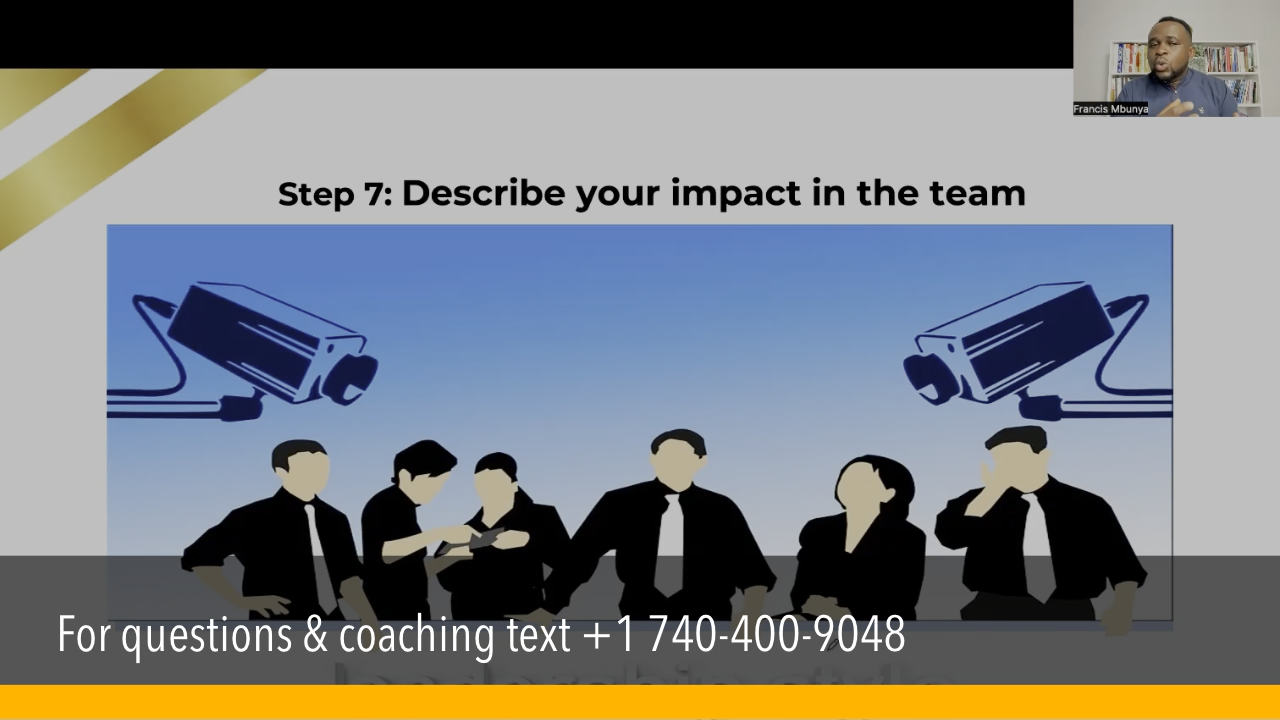 Francis Mbunya
Step 7: Describe your impact in the team
For questions & coaching text +1 740-400-9048